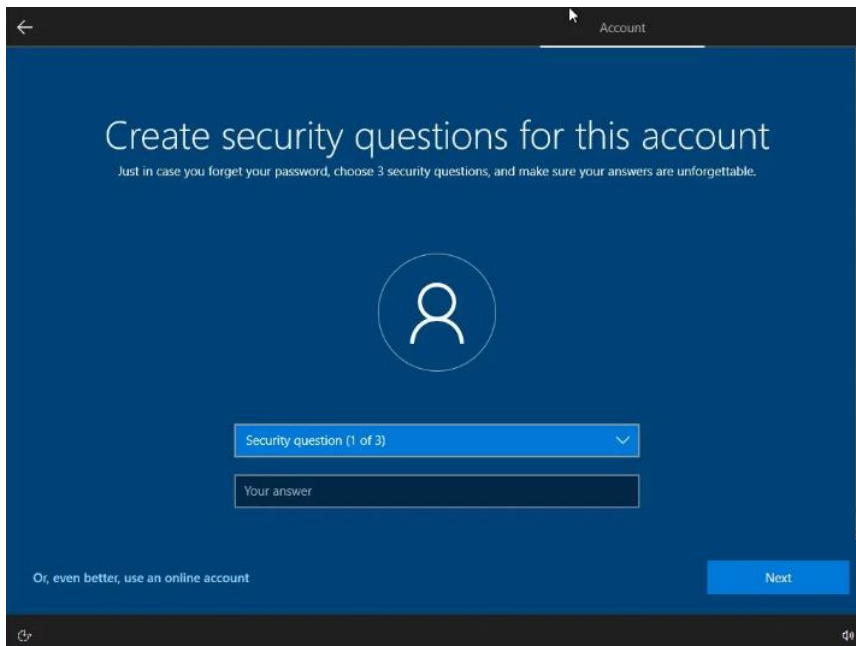 Account
Create security questions for this account
Just in case you forget your password, choose 3 security questions, and make sure your answers are unforgettable.
Security question (1 of 3)
Your answer
Or, even better, use an online account
Next